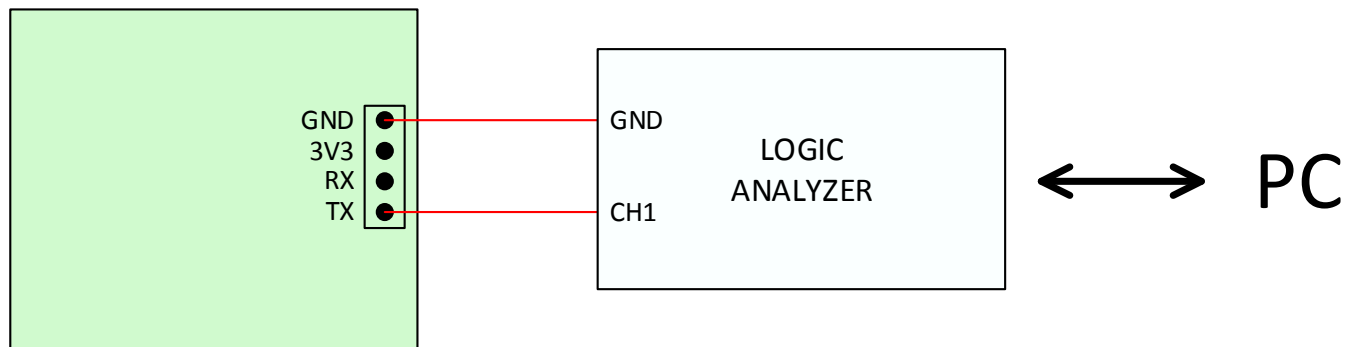 GND
3V3
RX
TX
GND
CH1
LOGIC
ANALYZER
PC